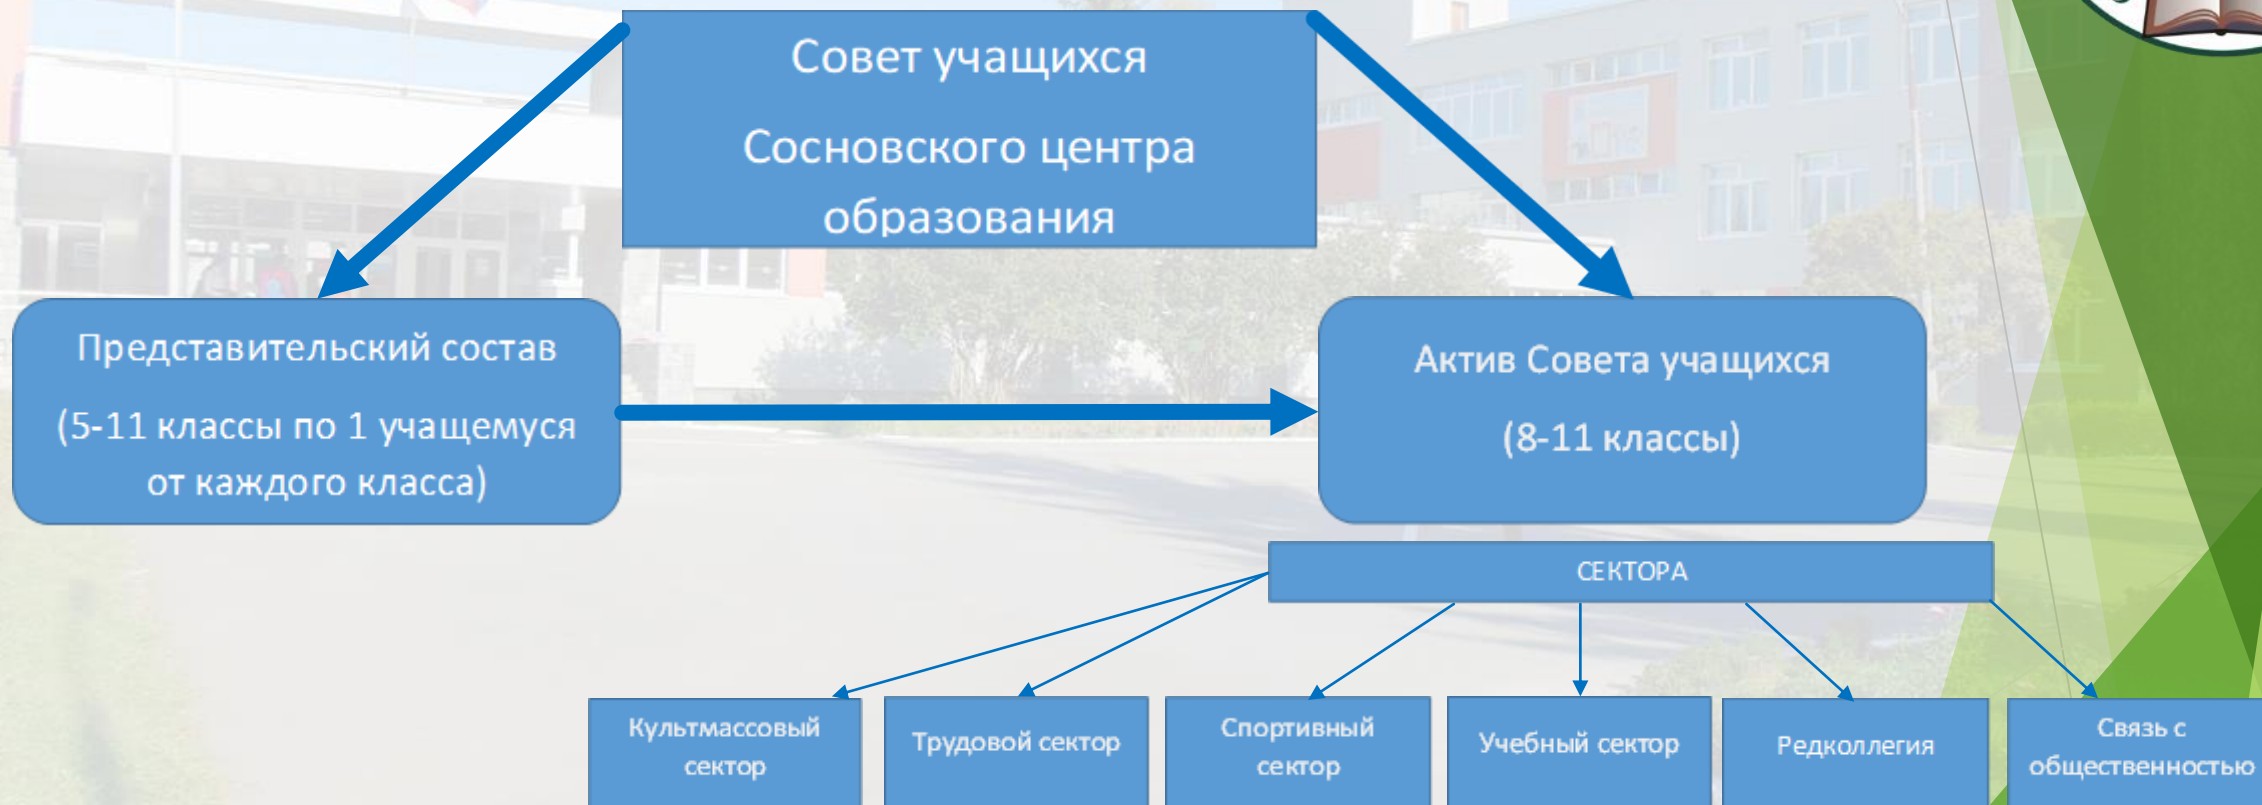 Совет учащихся
Сосновского центра
образования
Представительский состав
(5-11 классы по 1 учащемуся
от каждого класса)
Актив Совета учащихся
(8-11 классы)
СЕКТОРА
Культмассовый
сектор
Трудовой сектор
Спортивный
сектор
Учебный сектор
Редколлегия
Связь с
общественностью